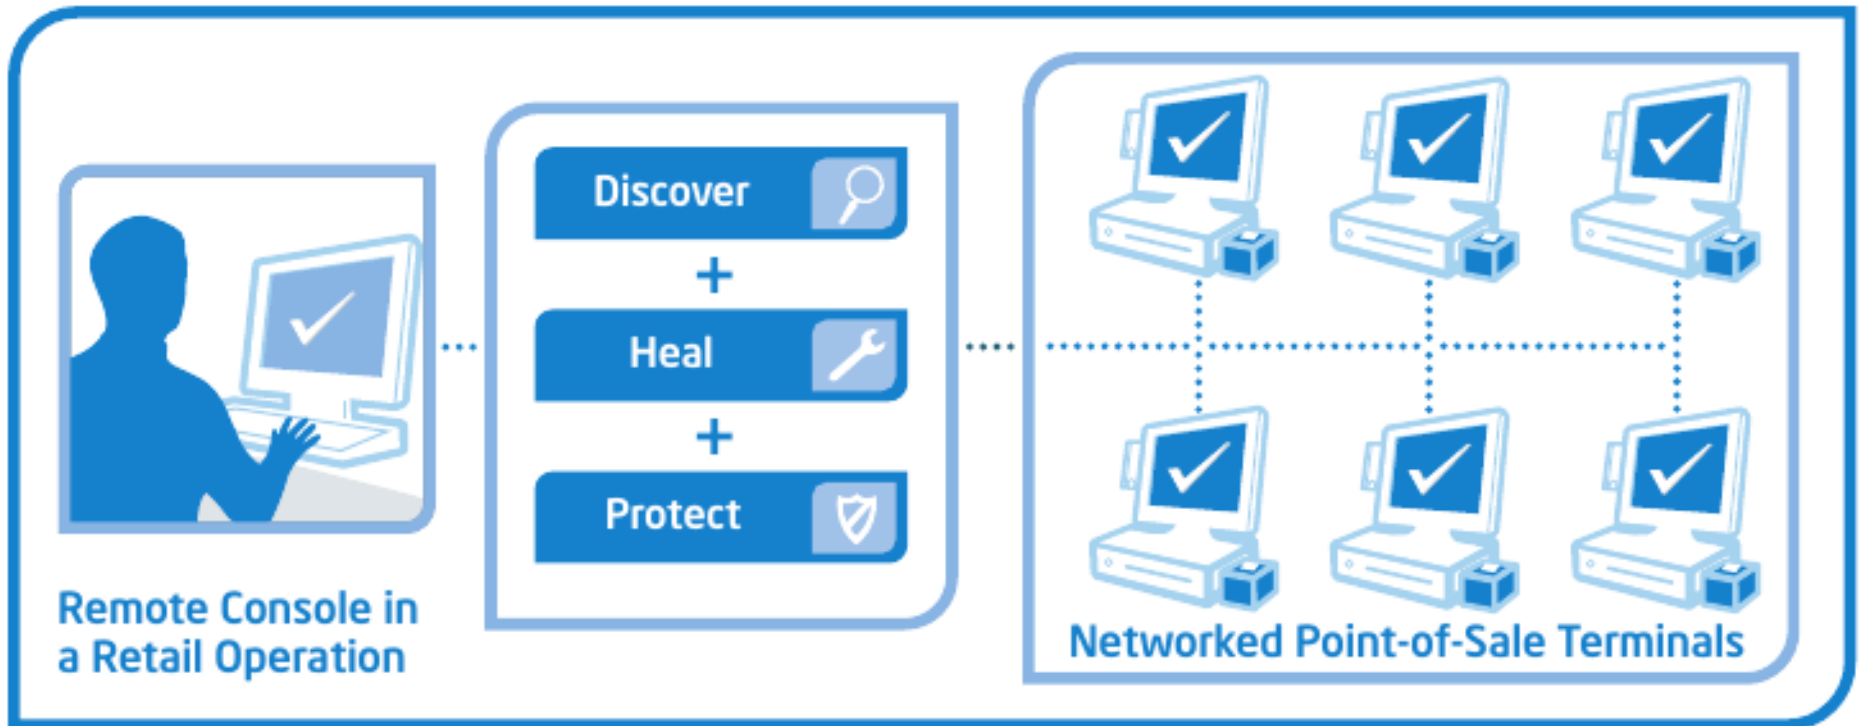 Discover
+
Heal
+
Protect
Remote Console in
a Retail Operation
Networked Point-of-Sale Terminals